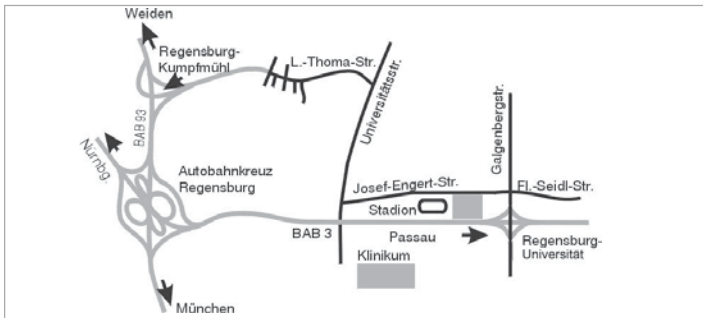 Weiden
Regensburg-
Kumpfmühl
L.-Thoma-Str.
Universitätsstr.
Galgenbergstr.
BAB 93
Nürnbg.
Autobahnkreuz
Regensburg
Josef-Engert-Str.
Fl.-Seidl-Str.
Stadion
BAB 3
Passau
Regensburg-
Universität
Klinikum
München